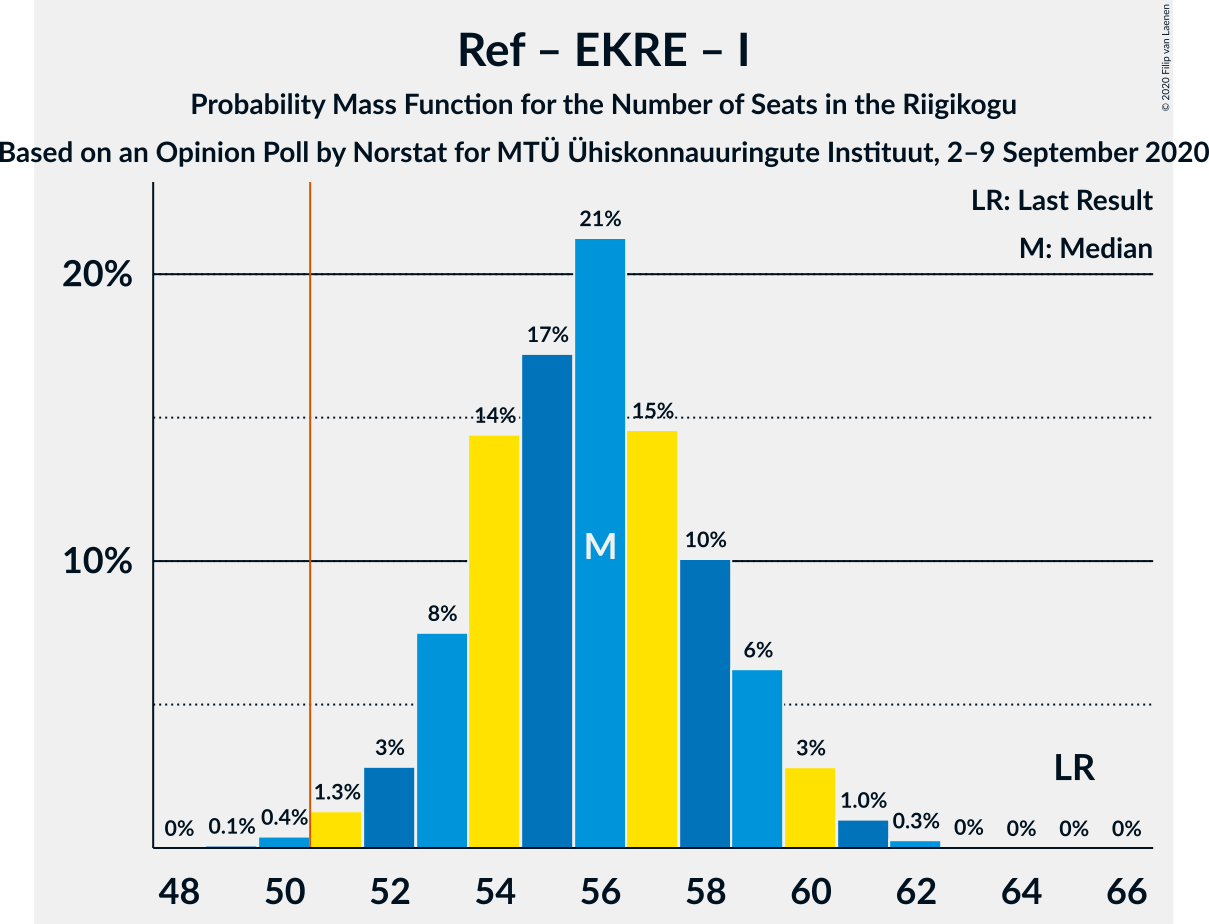 Ref – EKRE – I
© 2020 Filip van Laenen
Probability Mass Function for the Number of Seats in the Riigikogu
Based on an Opinion Poll by Norstat for MTÜ Ühiskonnauuringute Instituut, 2–9 September 2020
LR: Last Result
M: Median
20%
10%
0% 0.1% 0.4% 1.3% 3% 8% 14% 17% 21% 15% 10% 6% 3% 1.0% 0.3% 0% 0% 0% 0%
M
LR
48 50 52 54 56 58 60 62 64 66